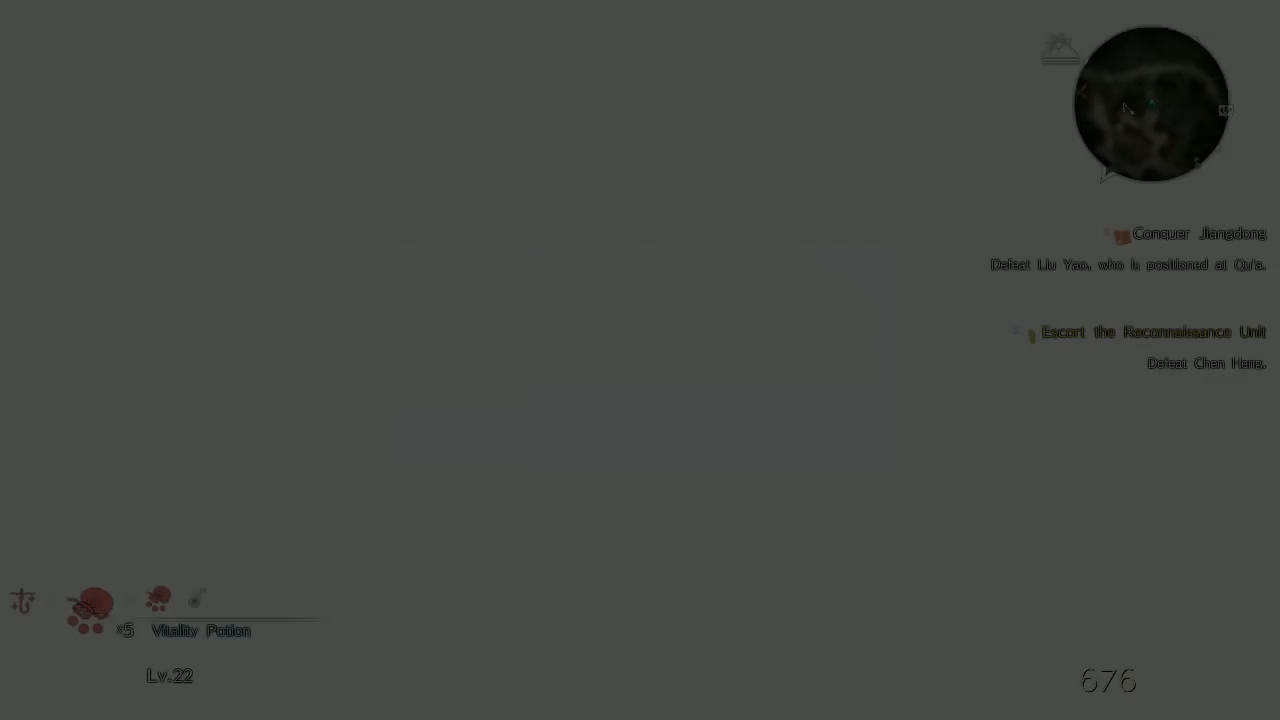 Conquer Jiangdong
Defeat Liu Yao, who is positioned at Qu'a.
Escort the Reconnaissance Unit
Defeat Chen Heng.
×5 Vitality Potion
Lv.22
676